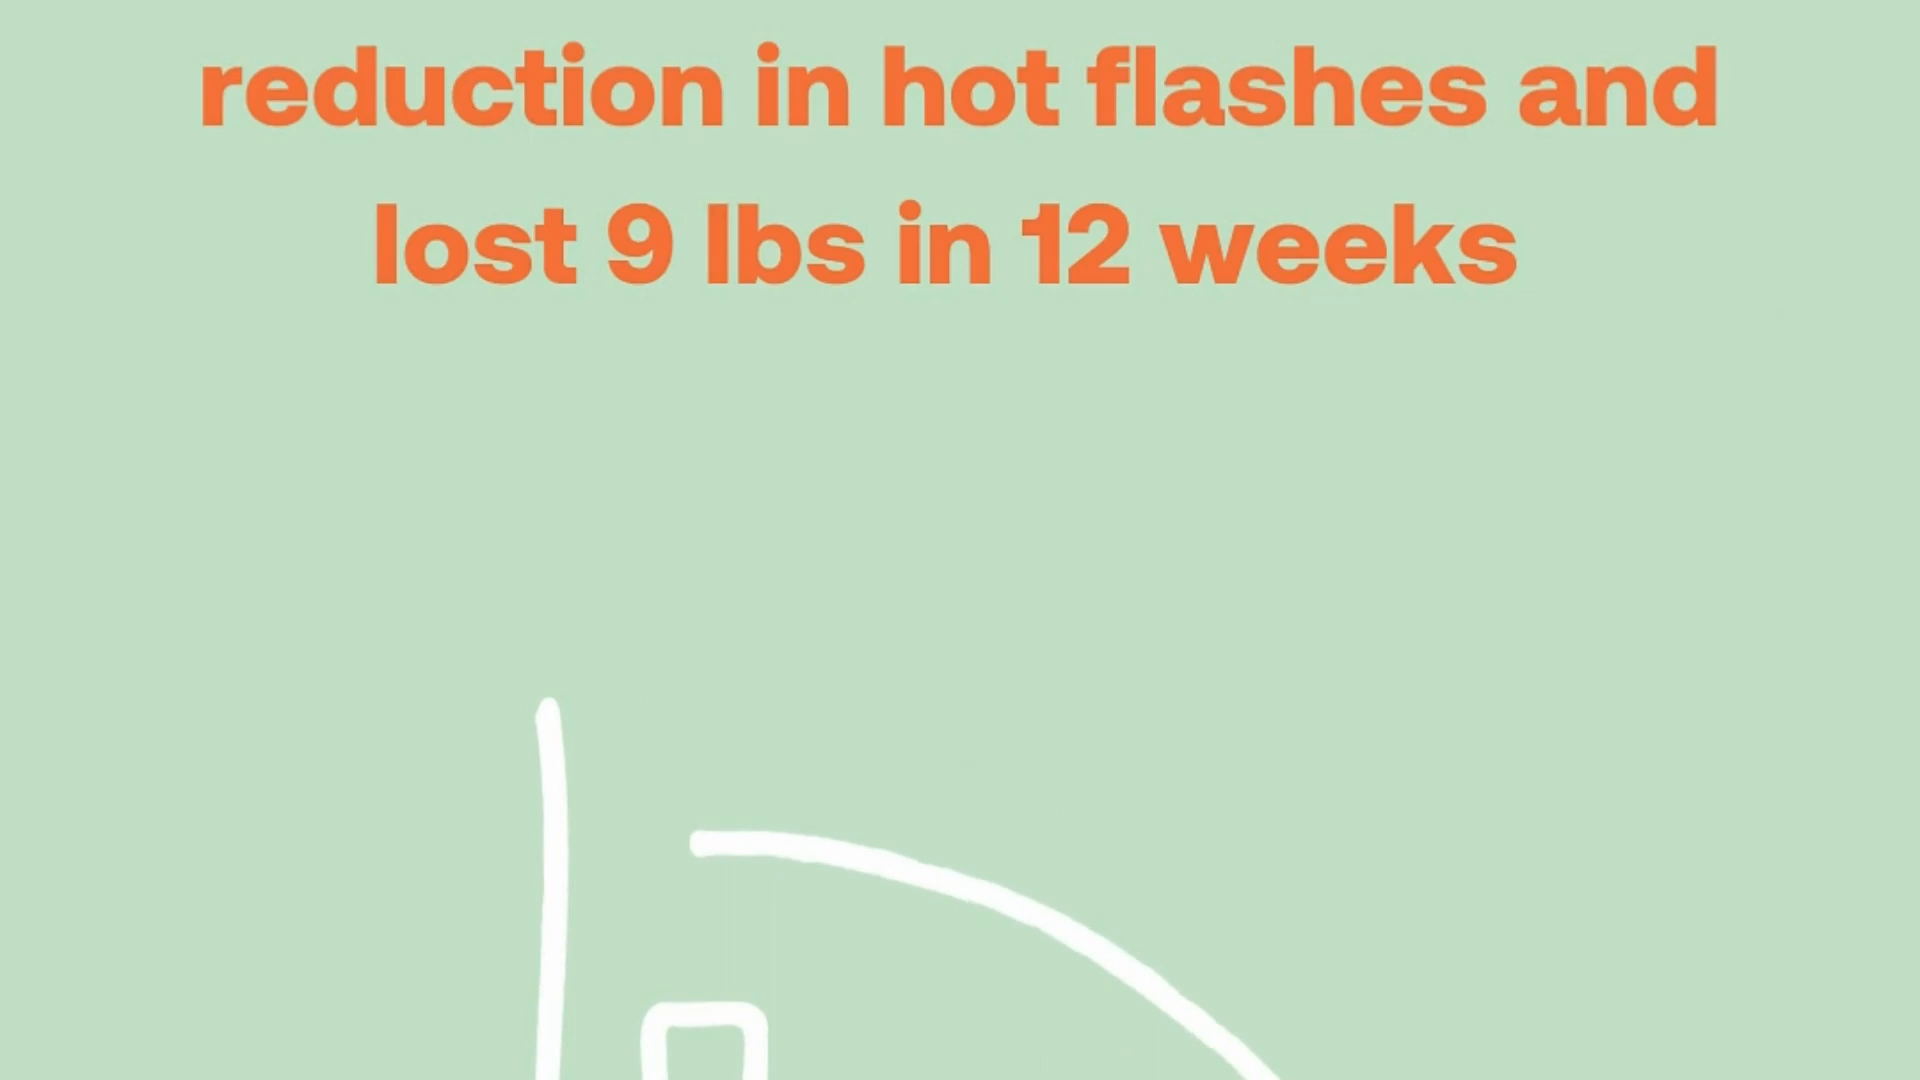 reduction in hot flashes and
lost 9 lbs in 12 weeks